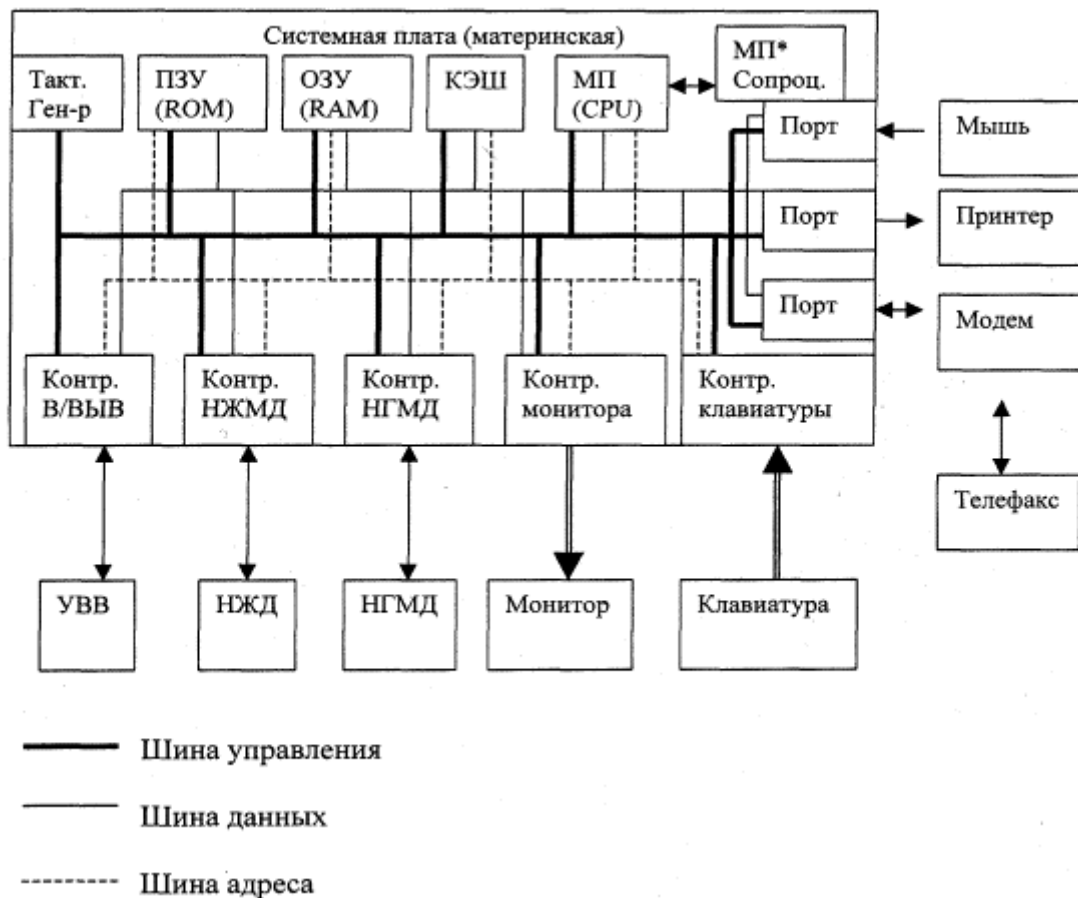 Системная плата (материнская)
Такт.
Ген-р
ПЗУ
(ROM)
ОЗУ
(RAM)
КЭШ
МП
(CPU)
МП*
Сопроц.
Порт
Мышь
Порт
Принтер
Порт
Модем
Контр.
В/ВЫВ
Контр.
НЖМД
Контр.
НГМД
Контр.
монитора
Контр.
клавиатуры
Телефакс
УВВ
НЖД
НГМД
Монитор
Клавиатура
Шина управления
Шина данных
Шина адреса